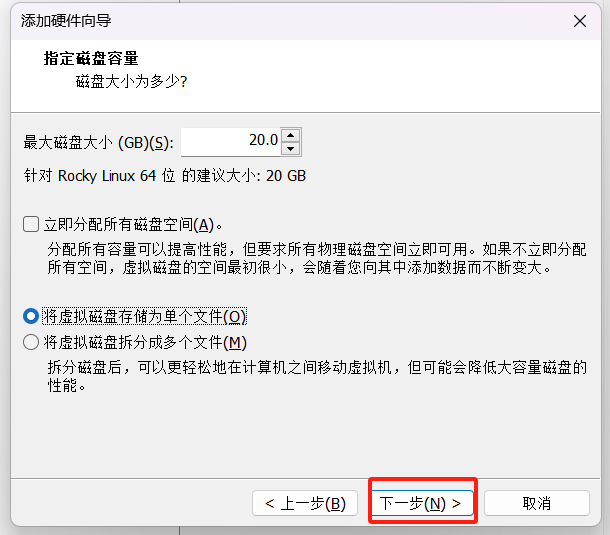 添加硬件向导
指定磁盘容量
磁盘大小为多少?
最大磁盘大小 (GB)(S): 20.0
针对 Rocky Linux 64 位 的建议大小: 20 GB
立即分配所有磁盘空间(A)。
分配所有容量可以提高性能，但要求所有物理磁盘空间立即可用。如果不立即分配
所有空间，虚拟磁盘的空间最初很小，会随着您向其中添加数据而不断变大。
将虚拟磁盘存储为单个文件(O)
将虚拟磁盘拆分成多个文件(M)
拆分磁盘后，可以更轻松地在计算机之间移动虚拟机，但可能会降低大容量磁盘的
性能。
< 上一步(B) 下一步(N) > 取消